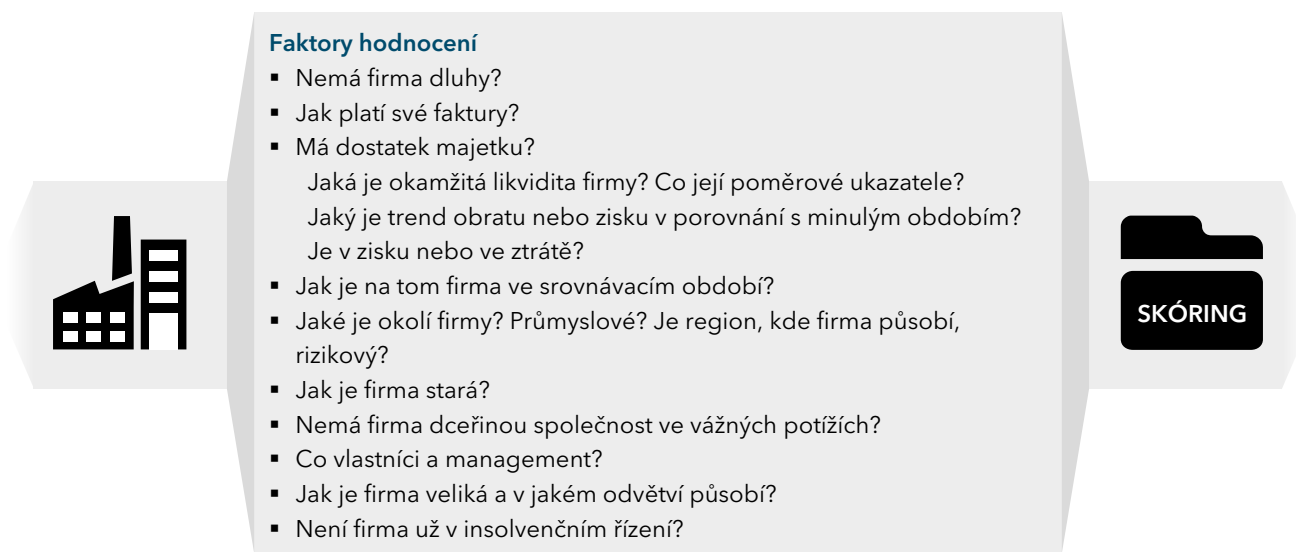 Faktory hodnocení
▪ Nemá firma dluhy?
▪ Jak platí své faktury?
▪ Má dostatek majetku?
Jaká je okamžitá likvidita firmy? Co její poměrové ukazatele?
Jaký je trend obratu nebo zisku v porovnání s minulým obdobím?
Je v zisku nebo ve ztrátě?
▪ Jak je na tom firma ve srovnávacím období?
▪ Jaké je okolí firmy? Průmyslové? Je region, kde firma působí,
rizikový?
▪ Jak je firma stará?
▪ Nemá firma dceřinou společnost ve vážných potížích?
▪ Co vlastníci a management?
▪ Jak je firma veliká a v jakém odvětví působí?
▪ Není firma už v insolvenčním řízení?
SKÓRING